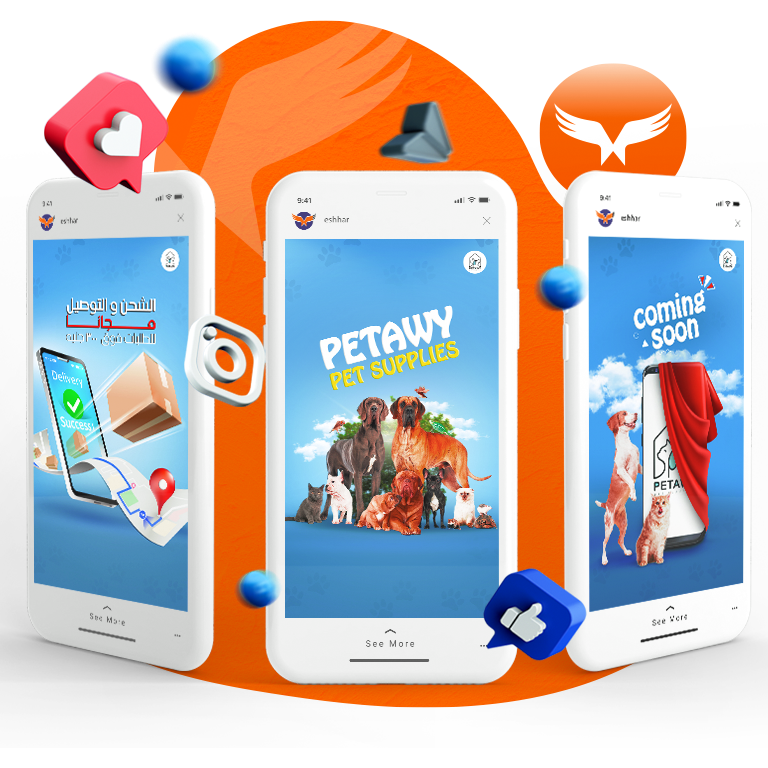 9:41
eshhar
الشحن و التوصيل
مجانا
Delivery
Success!
See More
9:41
eshhar
PETAWY
PET SUPPLIES
See More
9:41
eshhar
coming
soon
PETAW
See More